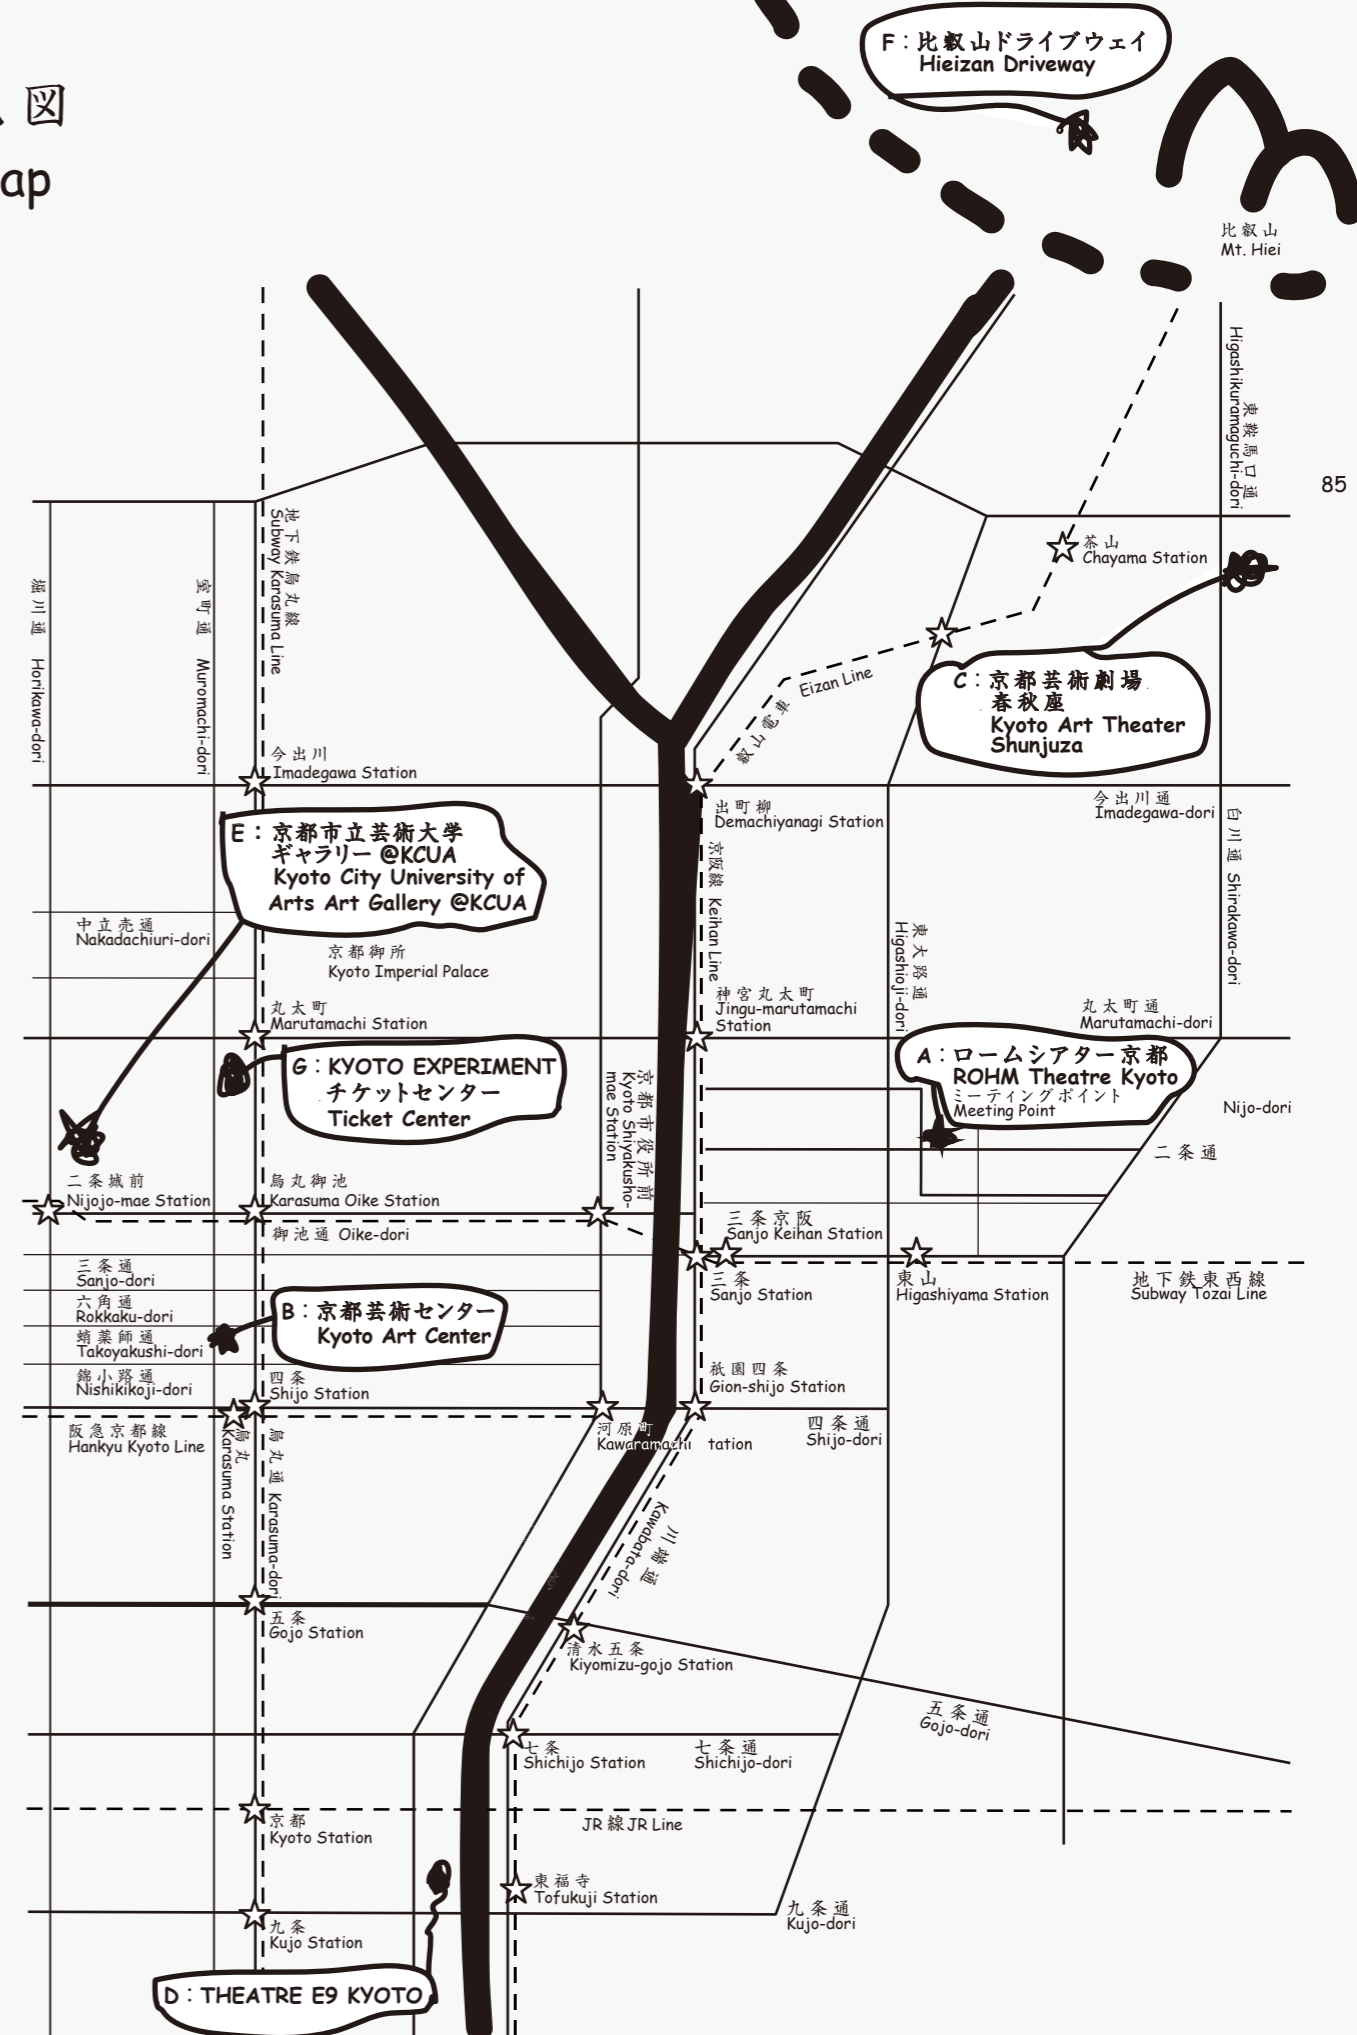 図
ap
F：比叡山ドライブウェイ
Hieizan Driveway
比叡山
Mt. Hiei
東鞍馬口通
Higashikuramaguchi-dori
85
地下鉄烏丸線
Subway Karasuma Line
茶山
Chayama Station
堀川通 Horikawa-dori
室町通 Muromachi-dori
C：京都芸術劇場
春秋座
Kyoto Art Theater
Shunjuza
叡山電車 Eizan Line
今出川
Imadegawa Station
出町柳
Demachiyanagi Station
今出川通
Imadegawa-dori
E：京都市立芸術大学
ギャラリー @KCUA
Kyoto City University of
Arts Art Gallery @KCUA
京阪線 Keihan Line
白川通 Shirakawa-dori
中立売通
Nakadachiuri-dori
京都御所
Kyoto Imperial Palace
東大路通
Higashioji-dori
丸太町
Marutamachi Station
神宮丸太町
Jingu-marutamachi
Station
丸太町通
Marutamachi-dori
G：KYOTO EXPERIMENT
チケットセンター
Ticket Center
A：ロームシアター京都
ROHM Theatre Kyoto
ミーティングポイント
Meeting Point
京都市役所前
Kyoto Shiyakusho-
mae Station
Nijo-dori
二条通
二条城前
Nijojo-mae Station
烏丸御池
Karasuma Oike Station
御池通 Oike-dori
三条京阪
Sanjo Keihan Station
三条
Sanjo Station
東山
Higashiyama Station
地下鉄東西線
Subway Tozai Line
三条通
Sanjo-dori
六角通
Rokkaku-dori
蛸薬師通
Takoyakushi-dori
錦小路通
Nishikikoji-dori
B：京都芸術センター
Kyoto Art Center
四条
Shijo Station
祇園四条
Gion-shijo Station
阪急京都線
Hankyu Kyoto Line
烏丸
Karasuma Station
烏丸通 Karasuma-dori
河原町
Kawaramachi tation
四条通
Shijo-dori
川端通
Kawabata-dori
五条
Gojo Station
清水五条
Kiyomizu-gojo Station
五条通
Gojo-dori
七条
Shichijo Station
七条通
Shichijo-dori
京都
Kyoto Station
JR線 JR Line
東福寺
Tofukuji Station
九条
Kujo Station
九条通
Kujo-dori
D：THEATRE E9 KYOTO